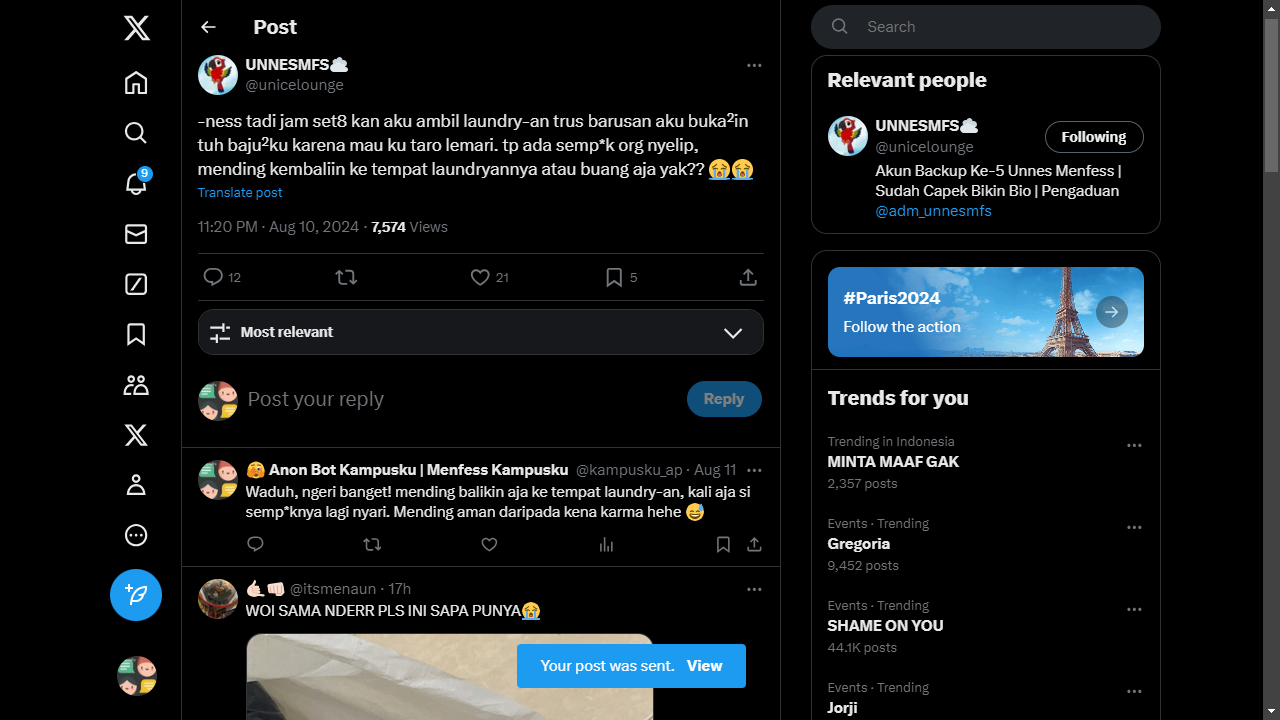 Post
Search
UNNESMFS☁️
@unicelounge
-ness tadi jam set8 kan aku ambil laundry-an trus barusan aku buka²in
tuh baju²ku karena mau ku taro lemari. tp ada semp*k org nyelip,
mending kembaliin ke tempat laundryannya atau buang aja yak?? 😭😭
Translate post
11:20 PM · Aug 10, 2024 · 7,574 Views
12
21
5
Most relevant
Post your reply
Reply
🫣 Anon Bot Kampusku | Menfess Kampusku @kampusku_ap · Aug 11
Waduh, ngeri banget! mending balikin aja ke tempat laundry-an, kali aja si
semp*knya lagi nyari. Mending aman daripada kena karma hehe 😅
🤙🏻👊🏻 @itsmenaun · 17h
WOI SAMA NDERR PLS INI SAPA PUNYA😭
Your post was sent. View
9
Relevant people
UNNESMFS☁️
@unicelounge
Following
Akun Backup Ke-5 Unnes Menfess |
Sudah Capek Bikin Bio | Pengaduan
@adm_unnesmfs
#Paris2024
Follow the action
Trends for you
Trending in Indonesia
MINTA MAAF GAK
2,357 posts
Events · Trending
Gregoria
9,452 posts
Events · Trending
SHAME ON YOU
44.1K posts
Events · Trending
Jorji